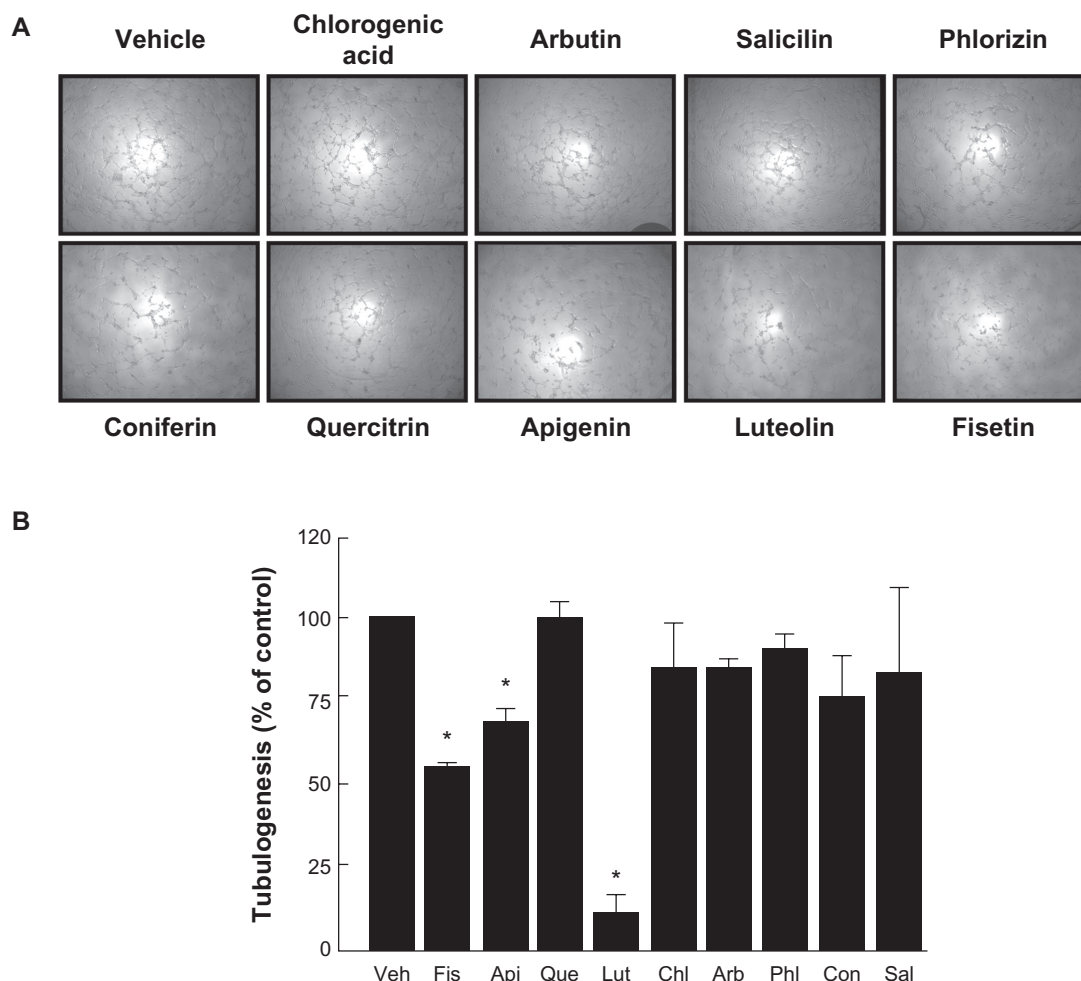 A
Vehicle
Chlorogenic
acid
Arbutin
Salicilin
Phlorizin
Coniferin
Quercitrin
Apigenin
Luteolin
Fisetin
B
Tubulogenesis (% of control)
120
100
75
50
25
0
*
*
*
Veh Fis Api Que Lut Chl Arb Phl Con Sal